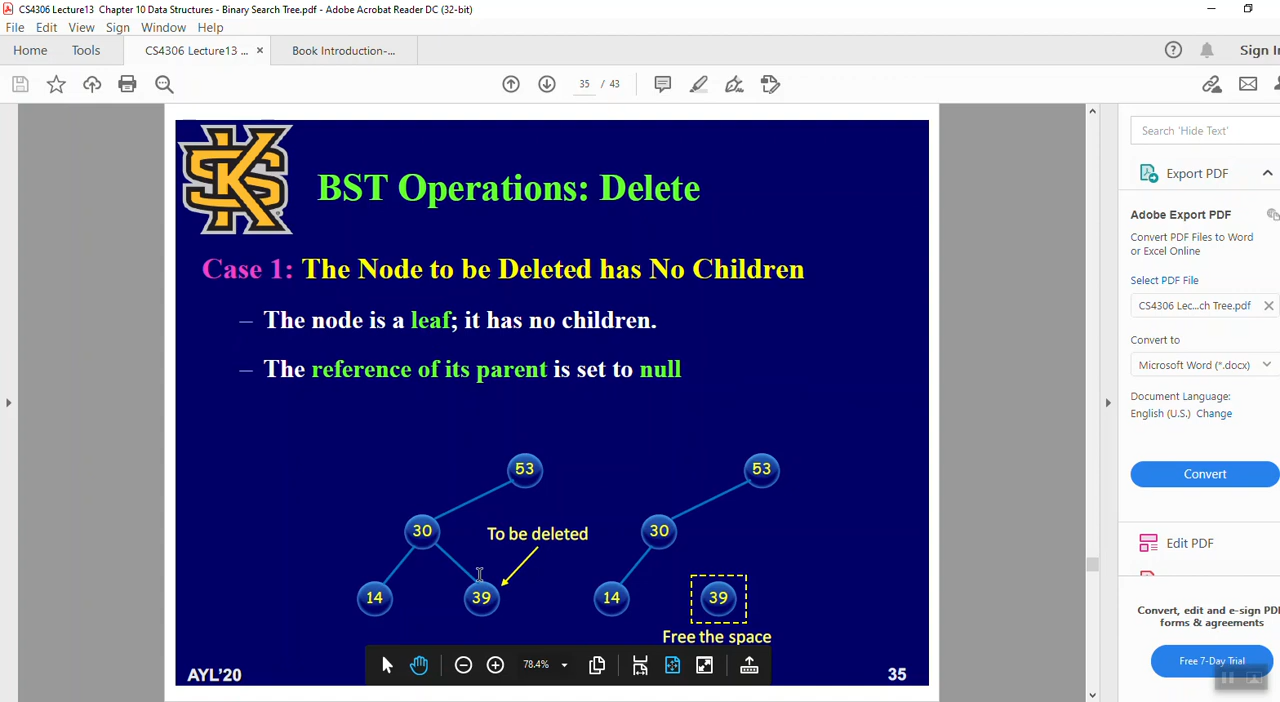 CS4306 Lecture13 Chapter 10 Data Structures - Binary Search Tree.pdf - Adobe Acrobat Reader DC (32-bit)
File Edit View Sign Window Help
Home Tools CS4306 Lecture13 ... × Book Introduction-... Sign In
35 / 43
Search 'Hide Text'
Export PDF
Adobe Export PDF
Convert PDF Files to Word
or Excel Online
Select PDF File
CS4306 Lec...ch Tree.pdf
Convert to
Microsoft Word (*.docx)
Document Language:
English (U.S.) Change
Convert
Edit PDF
Convert, edit and e-sign PDF
forms & agreements
Free 7-Day Trial
KS
BST Operations: Delete
Case 1: The Node to be Deleted has No Children
– The node is a leaf; it has no children.
– The reference of its parent is set to null
53 53
30 To be deleted 30
14 39 14 39
Free the space
78.4%
AYL'20 35